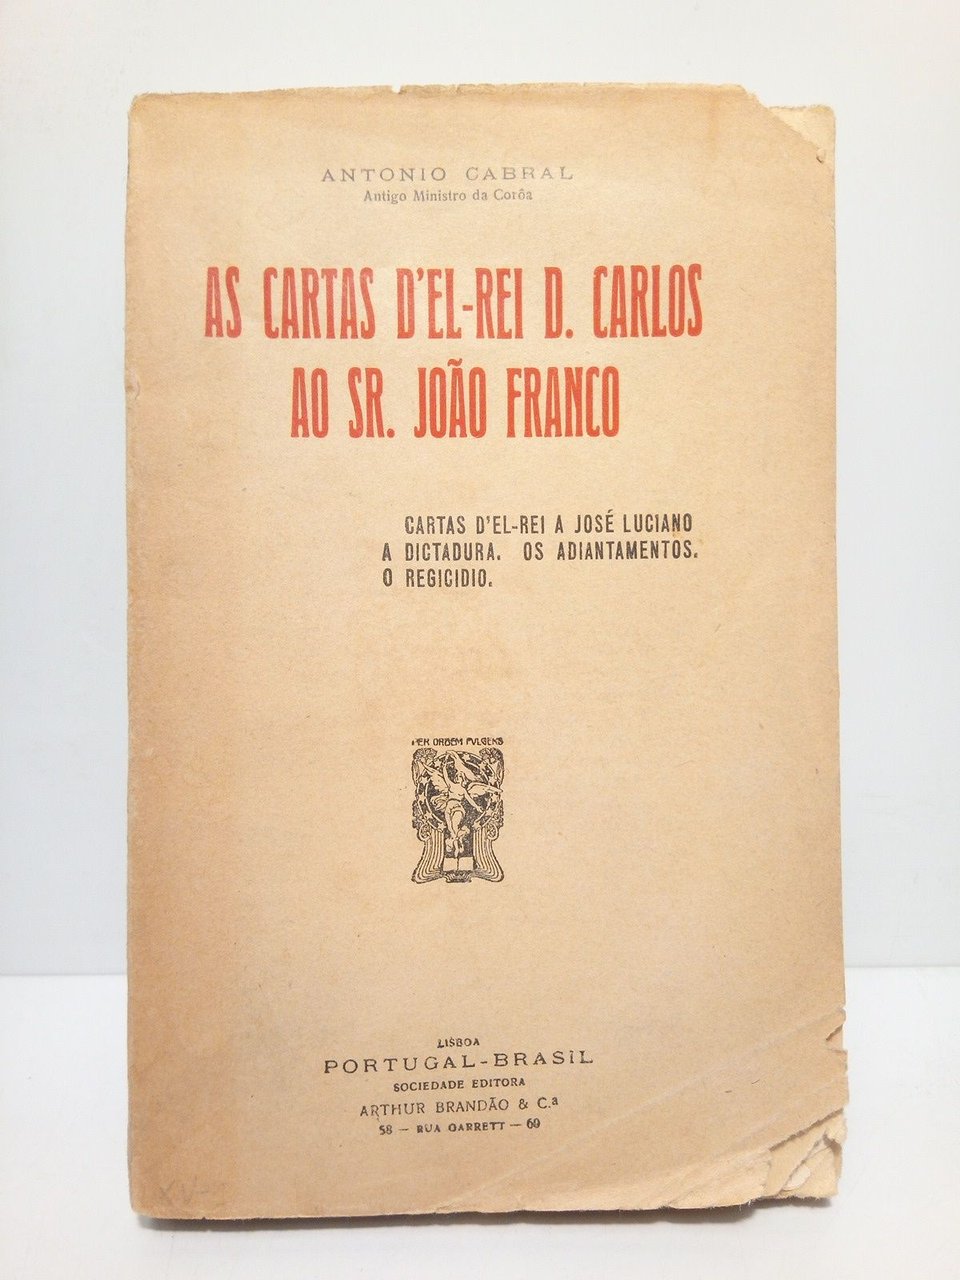 ANTONIO CABRAL
Antigo Ministro da Corôa
AS CARTAS D'EL-REI D. CARLOS
AO SR. JOÃO FRANCO
CARTAS D'EL-REI A JOSÉ LUCIANO
A DICTADURA. OS ADIANTAMENTOS.
O REGICIDIO.
PER ORBEM FVLGENS
LISBOA
PORTUGAL-BRASIL
SOCIEDADE EDITORA
ARTHUR BRANDÃO & C.ª
58 — RUA GARRETT — 60